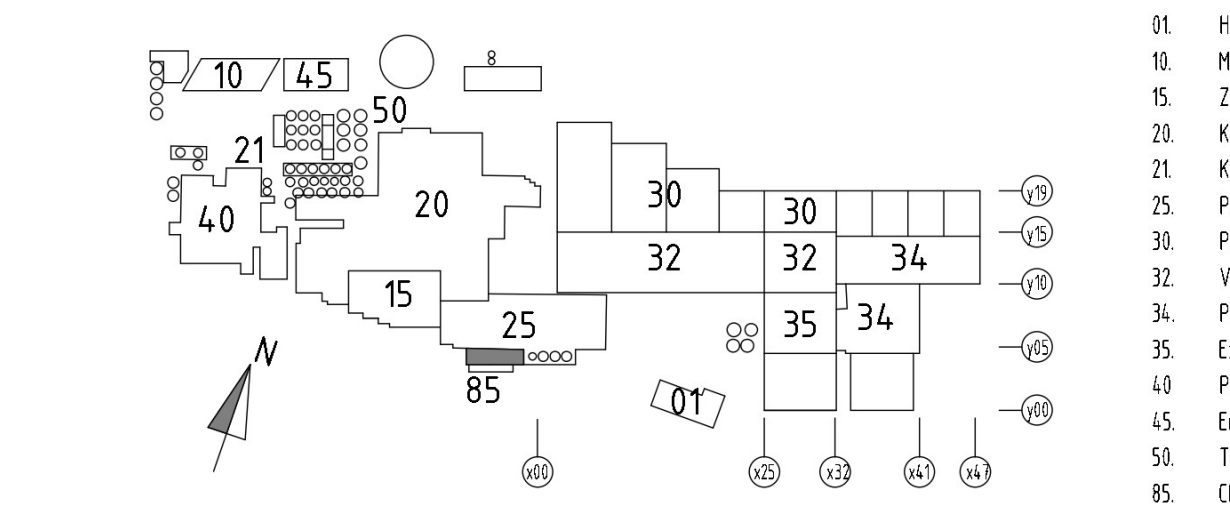 10 45
50
21
40
20
30
30
32
32
34
15
25
35
34
85
01
N
y19
y15
y10
y05
y00
x00 x25 x32 x41 x47
01. H
10. M
15. Z
20. K
21. K
25. P
30. P
32. V
34. P
35. E
40 P
45. E
50. T
85. C